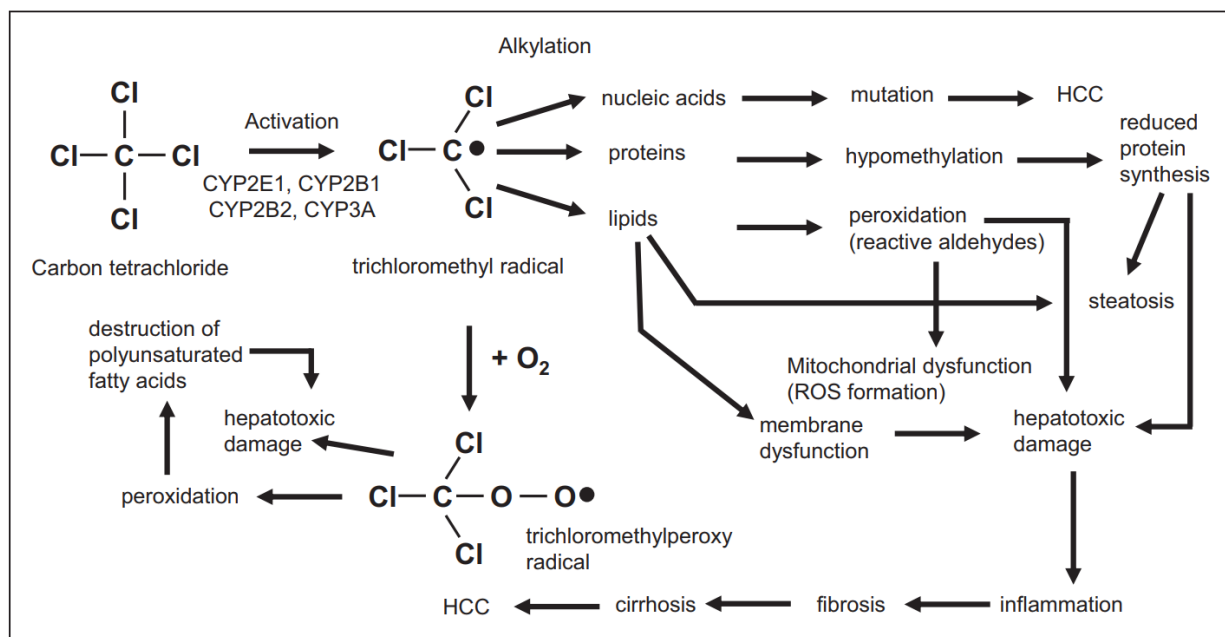 Alkylation
Cl
Cl — C — Cl
Cl
Activation
CYP2E1, CYP2B1
CYP2B2, CYP3A
Cl
Cl — C ●
Cl
nucleic acids
mutation
HCC
proteins
hypomethylation
reduced
protein
synthesis
lipids
peroxidation
(reactive aldehydes)
Carbon tetrachloride
trichloromethyl radical
steatosis
destruction of
polyunsaturated
fatty acids
+ O₂
Mitochondrial dysfunction
(ROS formation)
hepatotoxic
damage
membrane
dysfunction
hepatotoxic
damage
peroxidation
Cl
Cl — C — O — O●
Cl
trichloromethylperoxy
radical
HCC
cirrhosis
fibrosis
inflammation